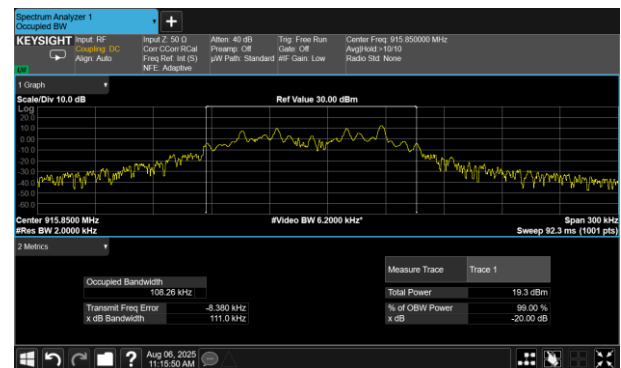 Spectrum Analyzer 1
Occupied BW
+
KEYSIGHT
Input: RF
Coupling: DC
Align: Auto
Input Z: 50 Ω
Corr CCorr RCal
Freq Ref: Int (S)
NFE: Adaptive
Atten: 40 dB
Preamp: Off
µW Path: Standard
Trig: Free Run
Gate: Off
#IF Gain: Low
Center Freq: 915.850000 MHz
Avg|Hold:>10/10
Radio Std: None
1 Graph
Scale/Div 10.0 dB
Ref Value 30.00 dBm
Log
20.0
10.0
0.00
-10.0
-20.0
-30.0
-40.0
-50.0
-60.0
Center 915.8500 MHz
#Video BW 6.2000 kHz*
Span 300 kHz
#Res BW 2.0000 kHz
Sweep 92.3 ms (1001 pts)
2 Metrics
Measure Trace
Trace 1
Occupied Bandwidth
108.26 kHz
Total Power
19.3 dBm
Transmit Freq Error
-8.380 kHz
% of OBW Power
99.00 %
x dB Bandwidth
111.0 kHz
x dB
-20.00 dB
?
Aug 06, 2025
11:15:50 AM